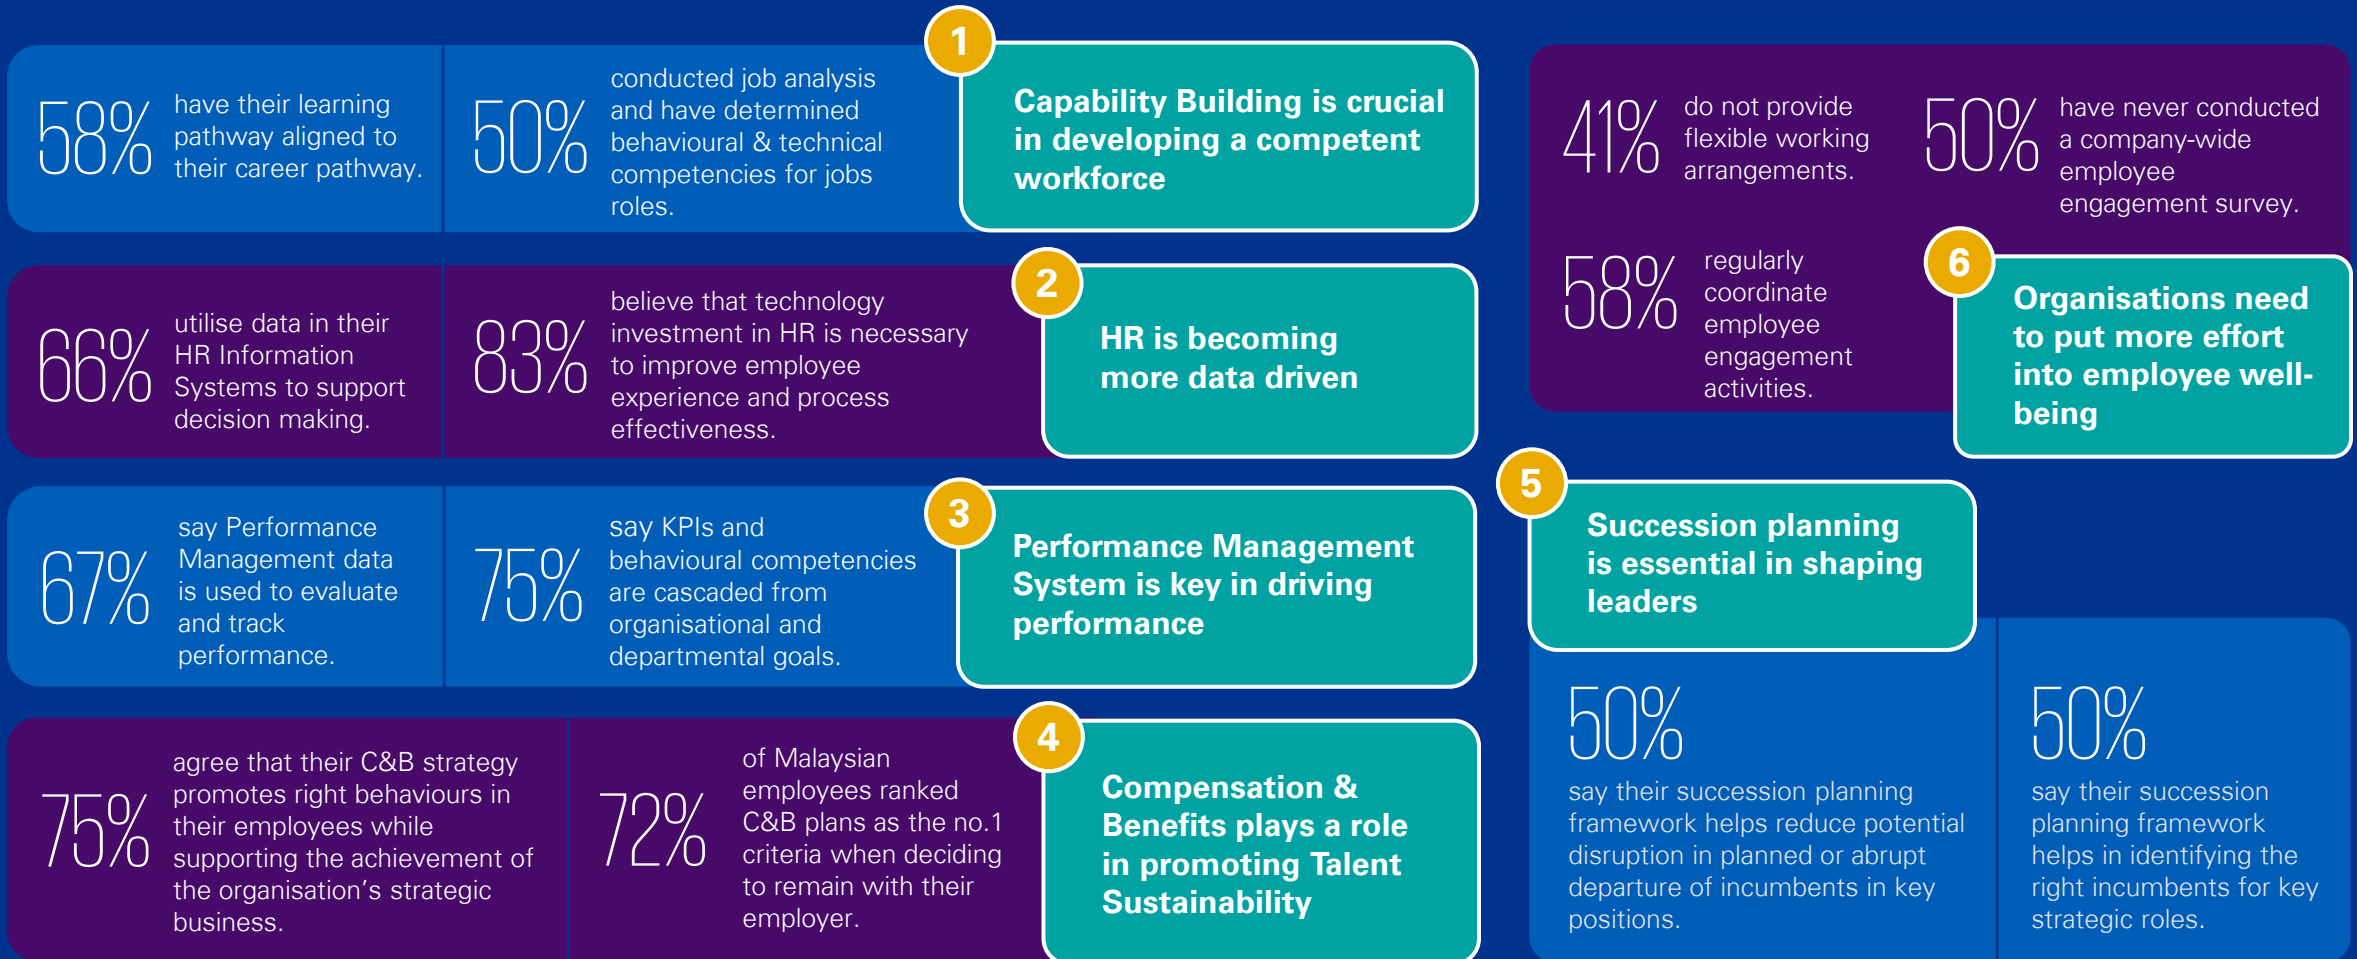 1
Capability Building is crucial
in developing a competent
workforce
58%
have their learning
pathway aligned to
their career pathway.
50%
conducted job analysis
and have determined
behavioural & technical
competencies for jobs
roles.
2
HR is becoming
more data driven
66%
utilise data in their
HR Information
Systems to support
decision making.
83%
believe that technology
investment in HR is necessary
to improve employee
experience and process
effectiveness.
3
Performance Management
System is key in driving
performance
67%
say Performance
Management data
is used to evaluate
and track
performance.
75%
say KPIs and
behavioural competencies
are cascaded from
organisational and
departmental goals.
4
Compensation &
Benefits plays a role
in promoting Talent
Sustainability
75%
agree that their C&B strategy
promotes right behaviours in
their employees while
supporting the achievement of
the organisation's strategic
business.
72%
of Malaysian
employees ranked
C&B plans as the no.1
criteria when deciding
to remain with their
employer.
5
Succession planning
is essential in shaping
leaders
50%
say their succession planning
framework helps reduce potential
disruption in planned or abrupt
departure of incumbents in key
positions.
50%
say their succession
planning framework
helps in identifying the
right incumbents for key
strategic roles.
6
Organisations need
to put more effort
into employee well-
being
41%
do not provide
flexible working
arrangements.
50%
have never conducted
a company-wide
employee
engagement survey.
58%
regularly
coordinate
employee
engagement
activities.